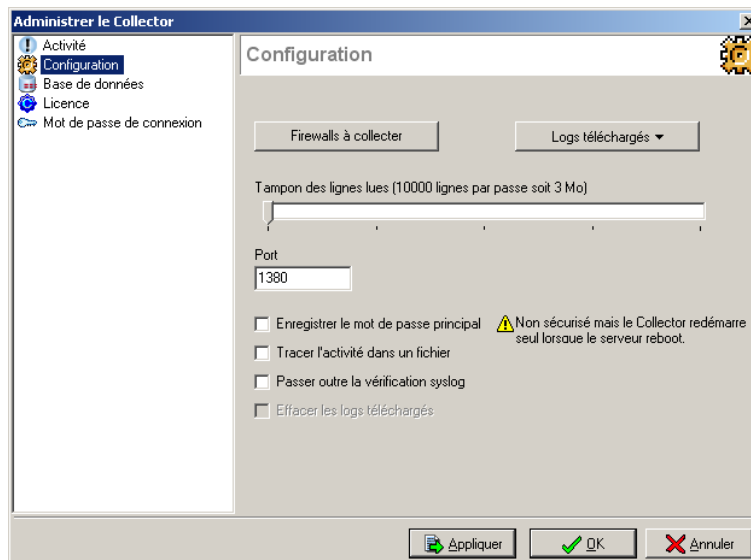 Administrer le Collector
Activité
Configuration
Base de données
Licence
Mot de passe de connexion
Configuration
Firewalls à collecter
Logs téléchargés
Tampon des lignes lues (10000 lignes par passe soit 3 Mo)
Port
1380
Enregistrer le mot de passe principal
Non sécurisé mais le Collector redémarre
seul lorsque le serveur reboot.
Tracer l'activité dans un fichier
Passer outre la vérification syslog
Effacer les logs téléchargés
Appliquer
OK
Annuler